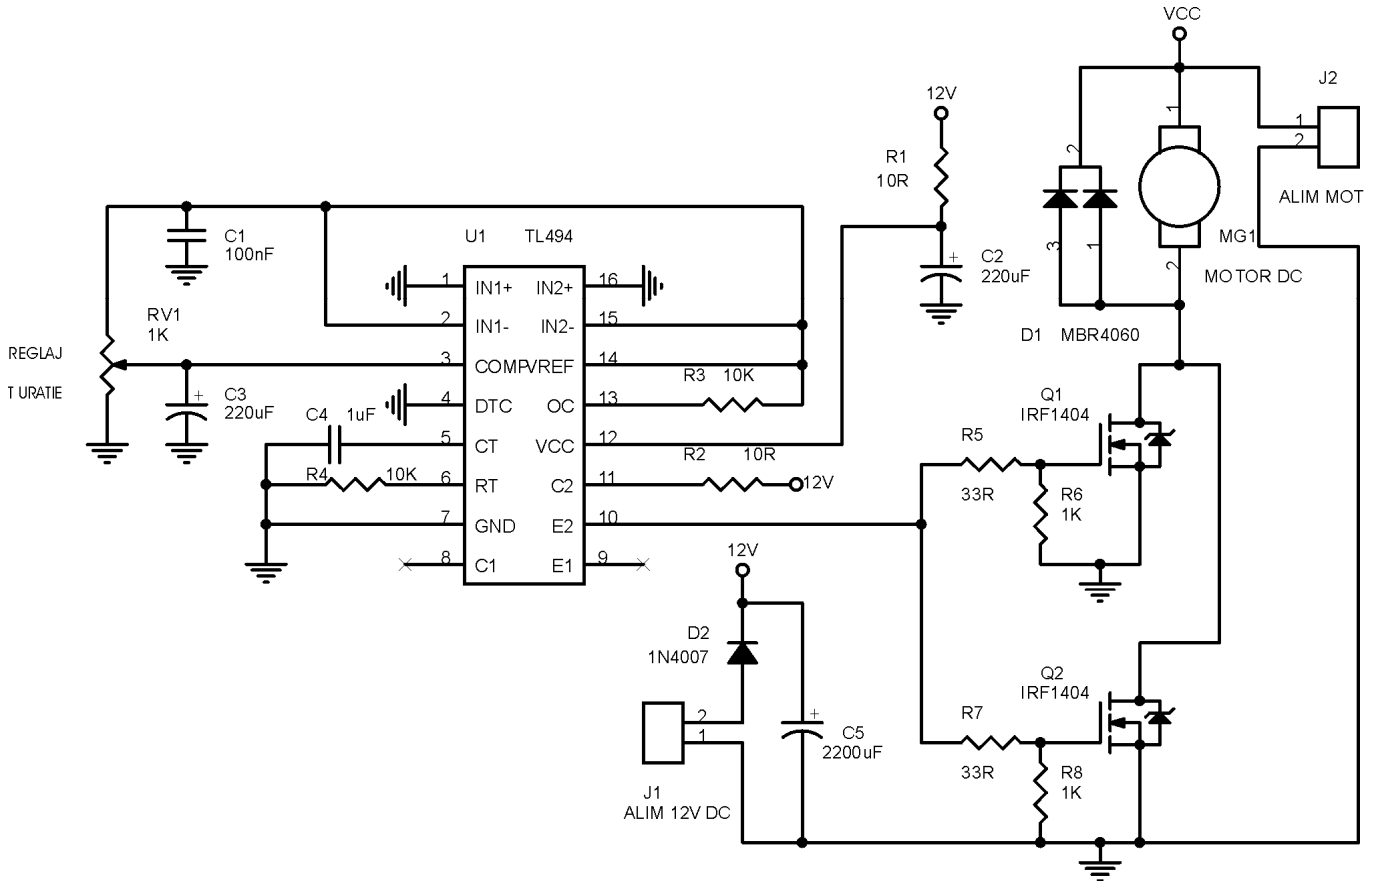 VCC
J2
1
2
ALIM MOT
12V
R1
10R
1
2
3
1
MG1
2
MOTOR DC
D1 MBR4060
C1
100nF
U1 TL494
C2
220uF
+
RV1
1K
REGLAJ
T URATIE
C3
220uF
+
C4 1uF
R4 10K
1 IN1+ IN2+ 16
2 IN1- IN2- 15
3 COMP VREF 14
4 DTC OC 13
5 CT VCC 12
6 RT C2 11
7 GND E2 10
8 C1 E1 9
R3 10K
R2 10R
12V
Q1
IRF1404
R5
33R
R6
1K
12V
D2
1N4007
2
1
J1
ALIM 12V DC
+
C5
2200uF
Q2
IRF1404
R7
33R
R8
1K